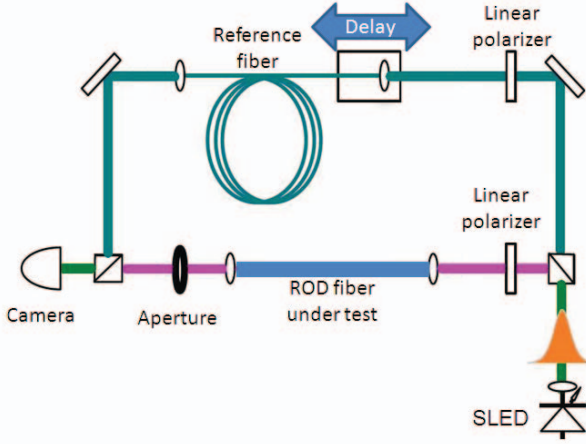 Reference
fiber
Delay
Linear
polarizer
Linear
polarizer
Camera
Aperture
ROD fiber
under test
SLED